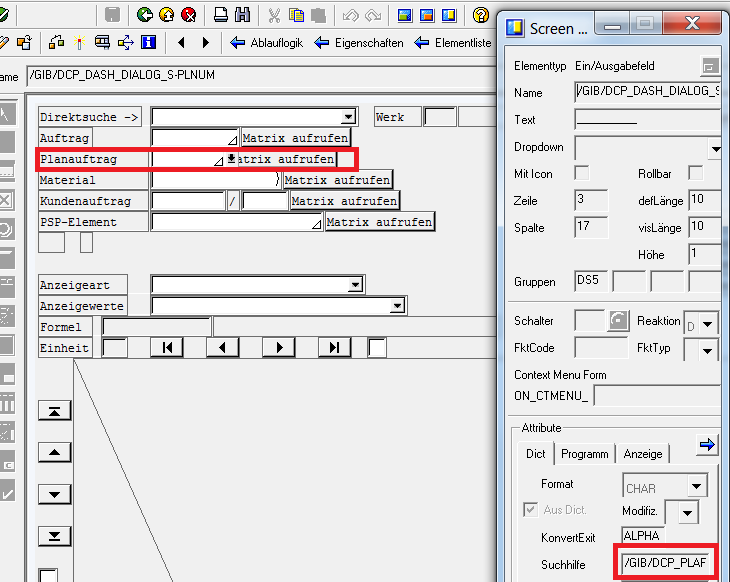 Ablauflogik Eigenschaften Elementliste
ame /GIB/DCP_DASH_DIALOG_S-PLNUM
Direktsuche -> Werk
Auftrag Matrix aufrufen
Planauftrag atrix aufrufen
Material Matrix aufrufen
Kundenauftrag / Matrix aufrufen
PSP-Element Matrix aufrufen
Anzeigeart
Anzeigewerte
Formel
Einheit
Screen ...
Elementtyp Ein/Ausgabefeld
Name /GIB/DCP_DASH_DIALOG_S
Text __________
Dropdown
Mit Icon Rollbar
Zeile 3 defLänge 10
Spalte 17 visLänge 10
Höhe 1
Gruppen DS5
Schalter Reaktion D
FktCode FktTyp
Context Menu Form
ON_CTMENU_
Attribute
Dict Programm Anzeige
Format CHAR
Aus Dict. Modifiz.
KonvertExit ALPHA
Suchhilfe /GIB/DCP_PLAF